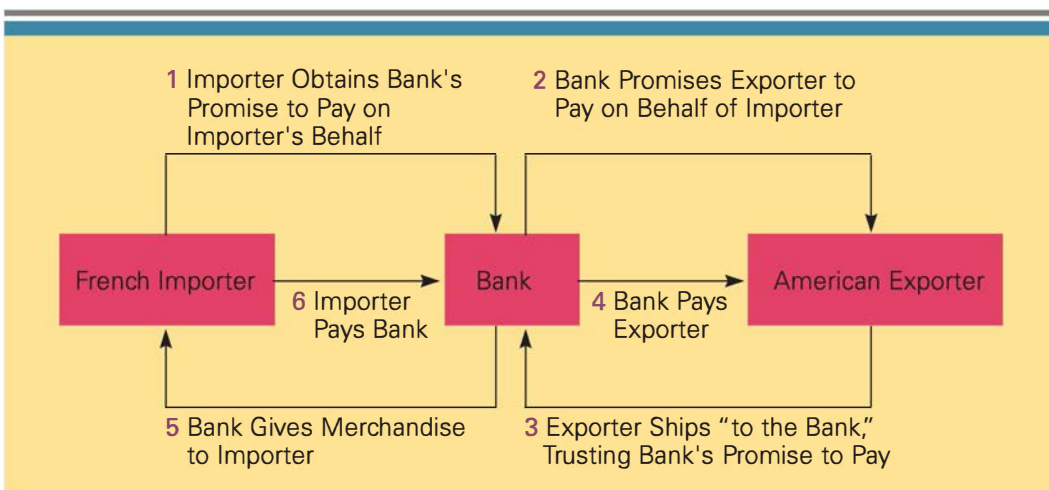 1 Importer Obtains Bank's
Promise to Pay on
Importer's Behalf
2 Bank Promises Exporter to
Pay on Behalf of Importer
French Importer
Bank
American Exporter
6 Importer
Pays Bank
4 Bank Pays
Exporter
5 Bank Gives Merchandise
to Importer
3 Exporter Ships "to the Bank,"
Trusting Bank's Promise to Pay